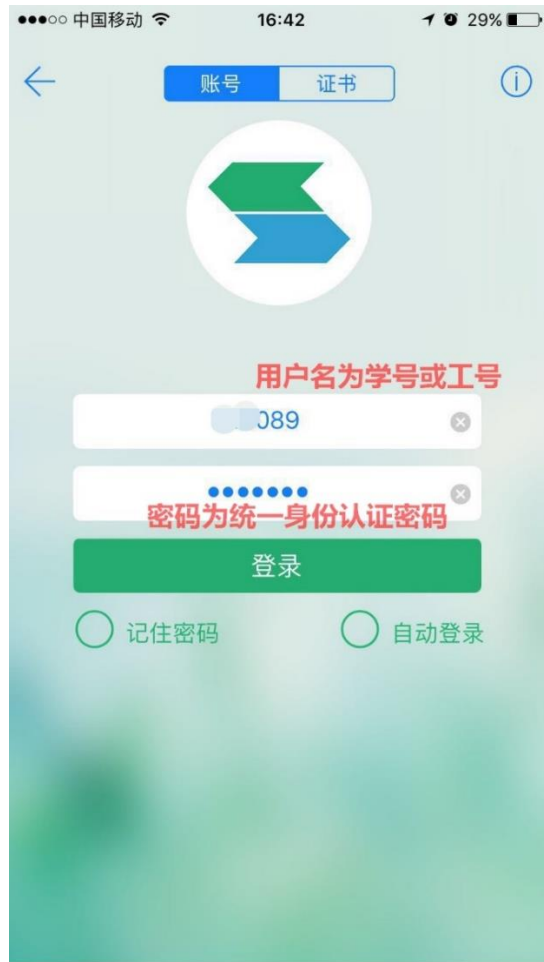 中国移动 16:42 29%
账号 证书
用户名为学号或工号
089
密码为统一身份认证密码
登录
记住密码 自动登录